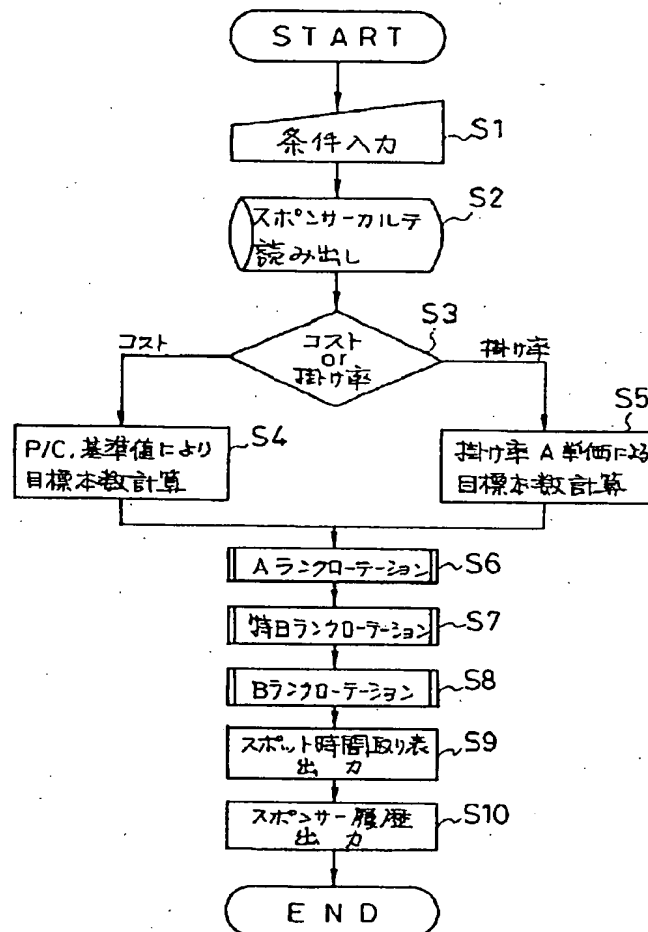 START
条件入力
S1
スポンサーカルテ
読み出し
S2
コスト
or
掛け率
S3
コスト
掛け率
P/C.基準値により
目標本数計算
S4
掛け率 A 単価による
目標本数計算
S5
Aランクローテーション
S6
特Bランクローテーション
S7
Bランクローテーション
S8
スポット時間取り表
出力
S9
スポンサー履歴
出力
S10
END